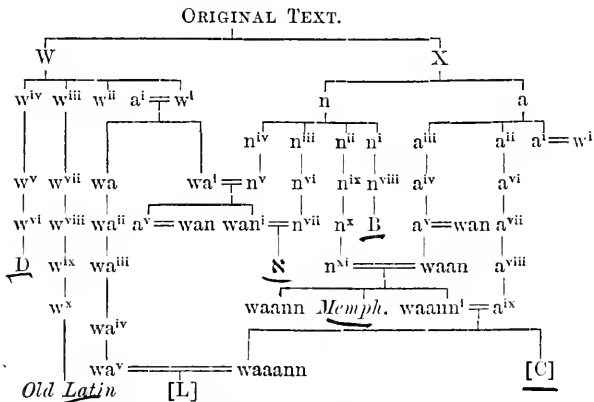 ORIGINAL TEXT.
W X
wⁱᵛ wⁱⁱⁱ wⁱⁱ aⁱ wⁱ n a
nⁱᵛ nⁱⁱⁱ nⁱⁱ nⁱ aⁱⁱⁱ aⁱⁱ aⁱ wⁱ
wᵛ wᵛⁱⁱ wa waⁱ nᵛ nᵛⁱ nⁱˣ nᵛⁱⁱⁱ aⁱᵛ aᵛⁱ
wᵛⁱ wᵛⁱⁱⁱ waⁱⁱ aᵛ wan wanⁱ nᵛⁱⁱ nˣ B aᵛ wan aᵛⁱⁱ
D wⁱˣ waⁱⁱⁱ א nˣⁱ waan aᵛⁱⁱⁱ
wˣ waann Memph. waannⁱ aⁱˣ
waⁱᵛ
waᵛ waaann [C]
Old Latin [L]